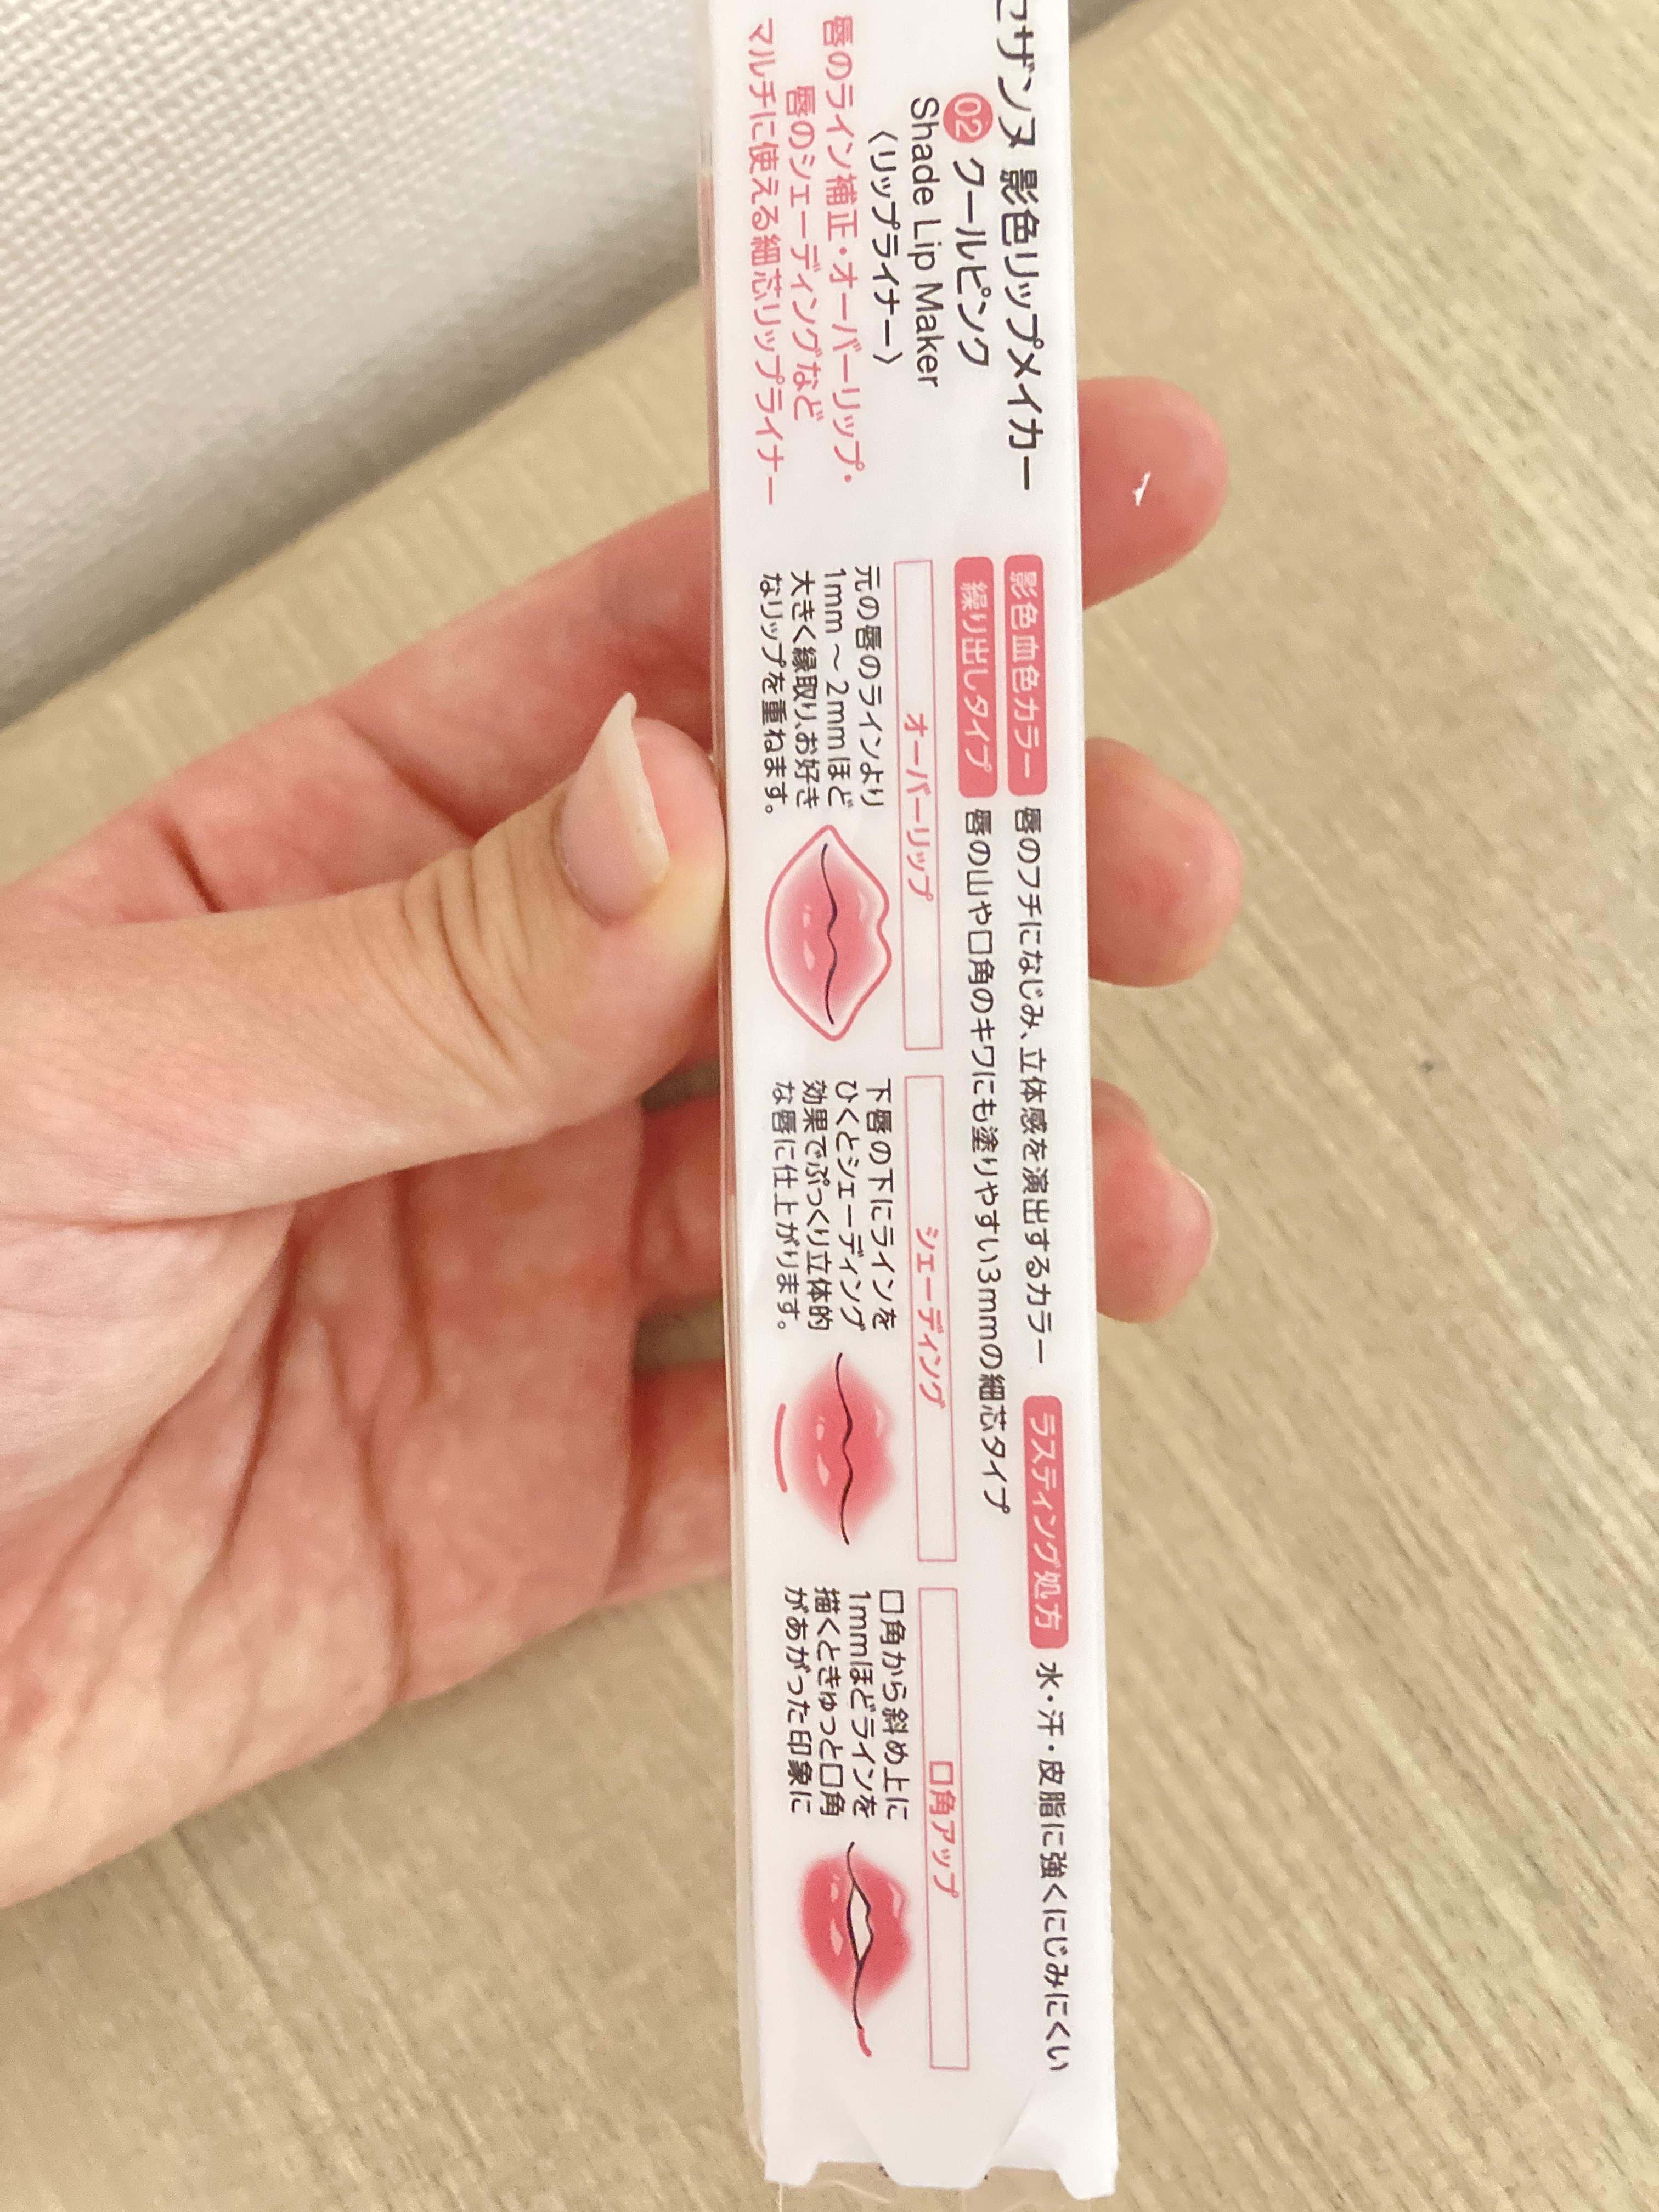 セザンヌ 影色リップメイカー
02 クールピンク
Shade Lip Maker
〈リップライナー〉
唇のライン補正・オーバーリップ・
唇のシェーディングなど
マルチに使える細芯リップライナー
影色血色カラー 唇のフチになじみ、立体感を演出するカラー
ラスティング処方 水・汗・皮脂に強くにじみにくい
繰り出しタイプ 唇の山や口角のキワにも塗りやすい3mmの細芯タイプ
オーバーリップ
元の唇のラインより
1mm～2mmほど
大きく縁取り、お好き
なリップを重ねます。
シェーディング
下唇の下にラインを
ひくとシェーディング
効果でぷっくり立体的
な唇に仕上がります。
口角アップ
口角から斜め上に
1mmほどラインを
描くときゅっと口角
があがった印象に